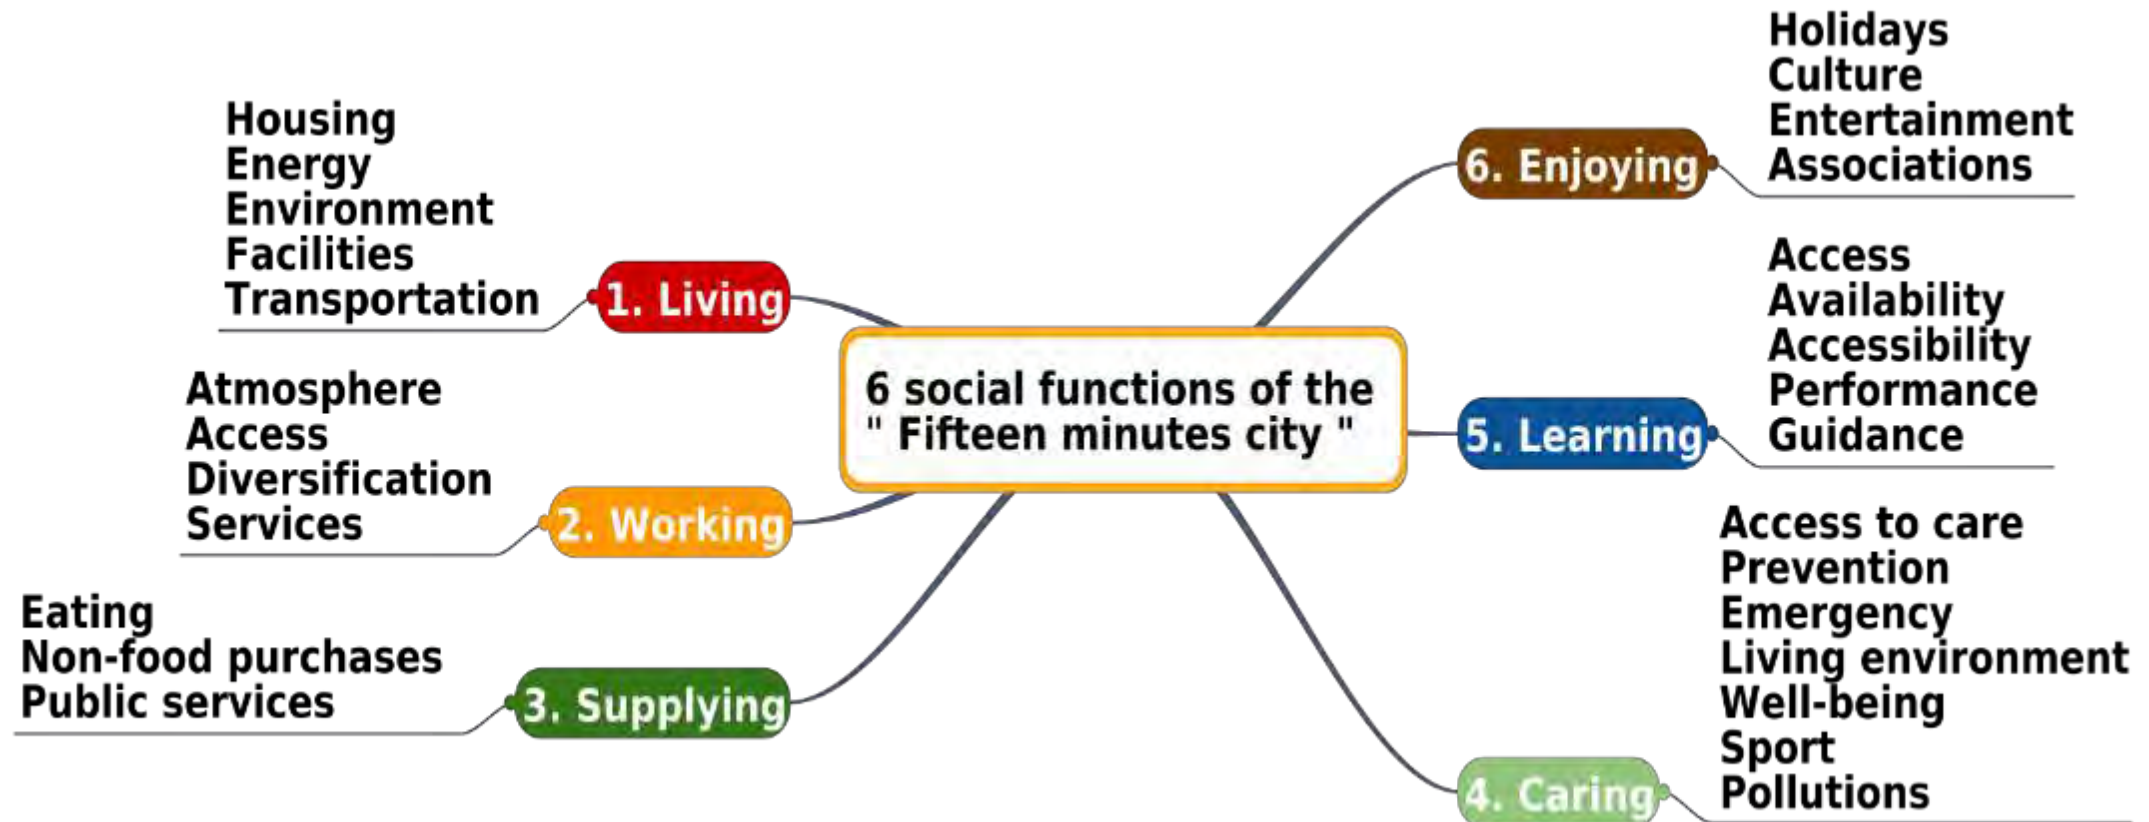 6 social functions of the
" Fifteen minutes city "
1. Living
Housing
Energy
Environment
Facilities
Transportation
2. Working
Atmosphere
Access
Diversification
Services
3. Supplying
Eating
Non-food purchases
Public services
4. Caring
Access to care
Prevention
Emergency
Living environment
Well-being
Sport
Pollutions
5. Learning
Access
Availability
Accessibility
Performance
Guidance
6. Enjoying
Holidays
Culture
Entertainment
Associations